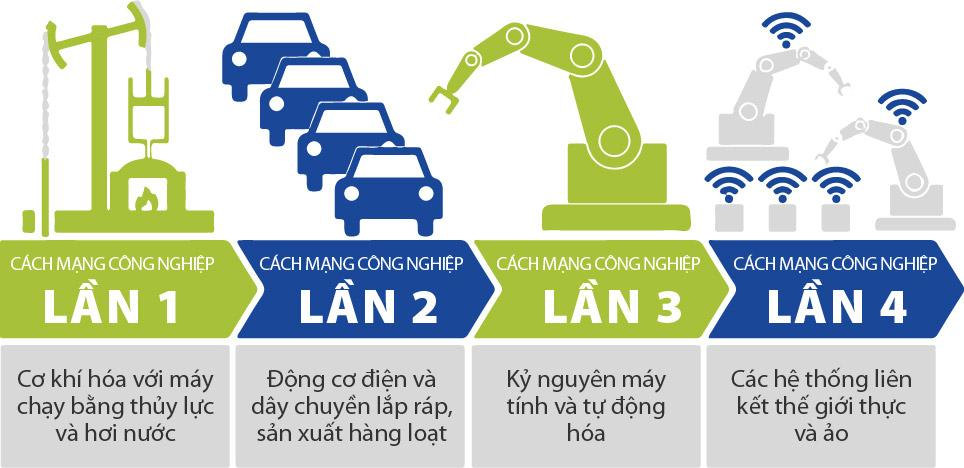 CÁCH MẠNG CÔNG NGHIỆP
LẦN 1
CÁCH MẠNG CÔNG NGHIỆP
LẦN 2
CÁCH MẠNG CÔNG NGHIỆP
LẦN 3
CÁCH MẠNG CÔNG NGHIỆP
LẦN 4
Cơ khí hóa với máy
chạy bằng thủy lực
và hơi nước
Động cơ điện và
dây chuyền lắp ráp,
sản xuất hàng loạt
Kỷ nguyên máy
tính và tự động
hóa
Các hệ thống liên
kết thế giới thực
và ảo